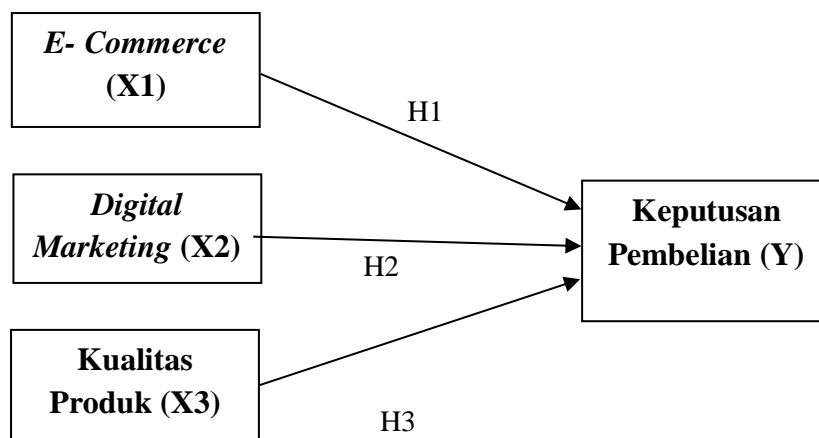 E- Commerce
(X1)
H1
Digital
Marketing (X2)
H2
Keputusan
Pembelian (Y)
Kualitas
Produk (X3)
H3